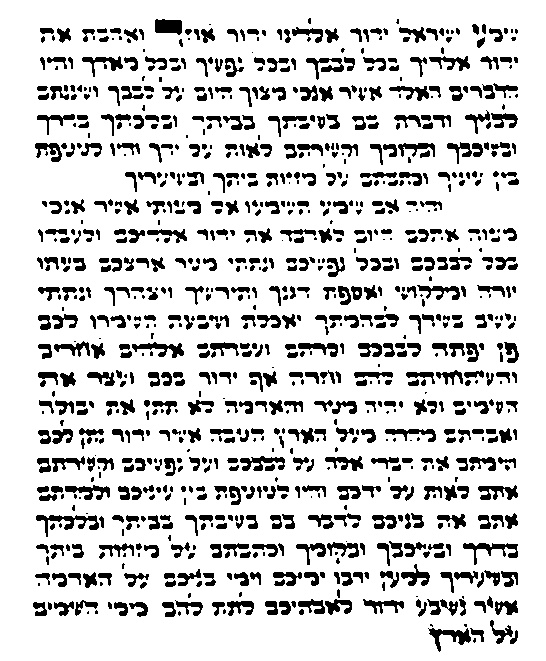 שמע ישראל יהוה אלהינו יהוה אחד ואהבת את
יהוה אלהיך בכל לבבך ובכל נפשך ובכל מאדך והיו
הדברים האלה אשר אנכי מצוך היום על לבבך ושננתם
לבניך ודברת בם בשבתך בביתך ובלכתך בדרך
ובשכבך ובקומך וקשרתם לאות על ידך והיו לטטפת
בין עיניך וכתבתם על מזזות ביתך ובשעריך
והיה אם שמע תשמעו אל מצותי אשר אנכי
מצוה אתכם היום לאהבה את יהוה אלהיכם ולעבדו
בכל לבבכם ובכל נפשכם ונתתי מטר ארצכם בעתו
יורה ומלקוש ואספת דגנך ותירשך ויצהרך ונתתי
עשב בשדך לבהמתך ואכלת ושבעת השמרו לכם
פן יפתה לבבכם וסרתם ועבדתם אלהים אחרים
והשתחויתם להם וחרה אף יהוה בכם ועצר את
השמים ולא יהיה מטר והאדמה לא תתן את יבולה
ואבדתם מהרה מעל הארץ הטבה אשר יהוה נתן לכם
ושמתם את דברי אלה על לבבכם ועל נפשכם וקשרתם
אתם לאות על ידכם והיו לטוטפת בין עיניכם ולמדתם
אתם את בניכם לדבר בם בשבתך בביתך ובלכתך
בדרך ובשכבך ובקומך וכתבתם על מזוזות ביתך
ובשעריך למען ירבו ימיכם וימי בניכם על האדמה
אשר נשבע יהוה לאבתיכם לתת להם כימי השמים
על הארץ